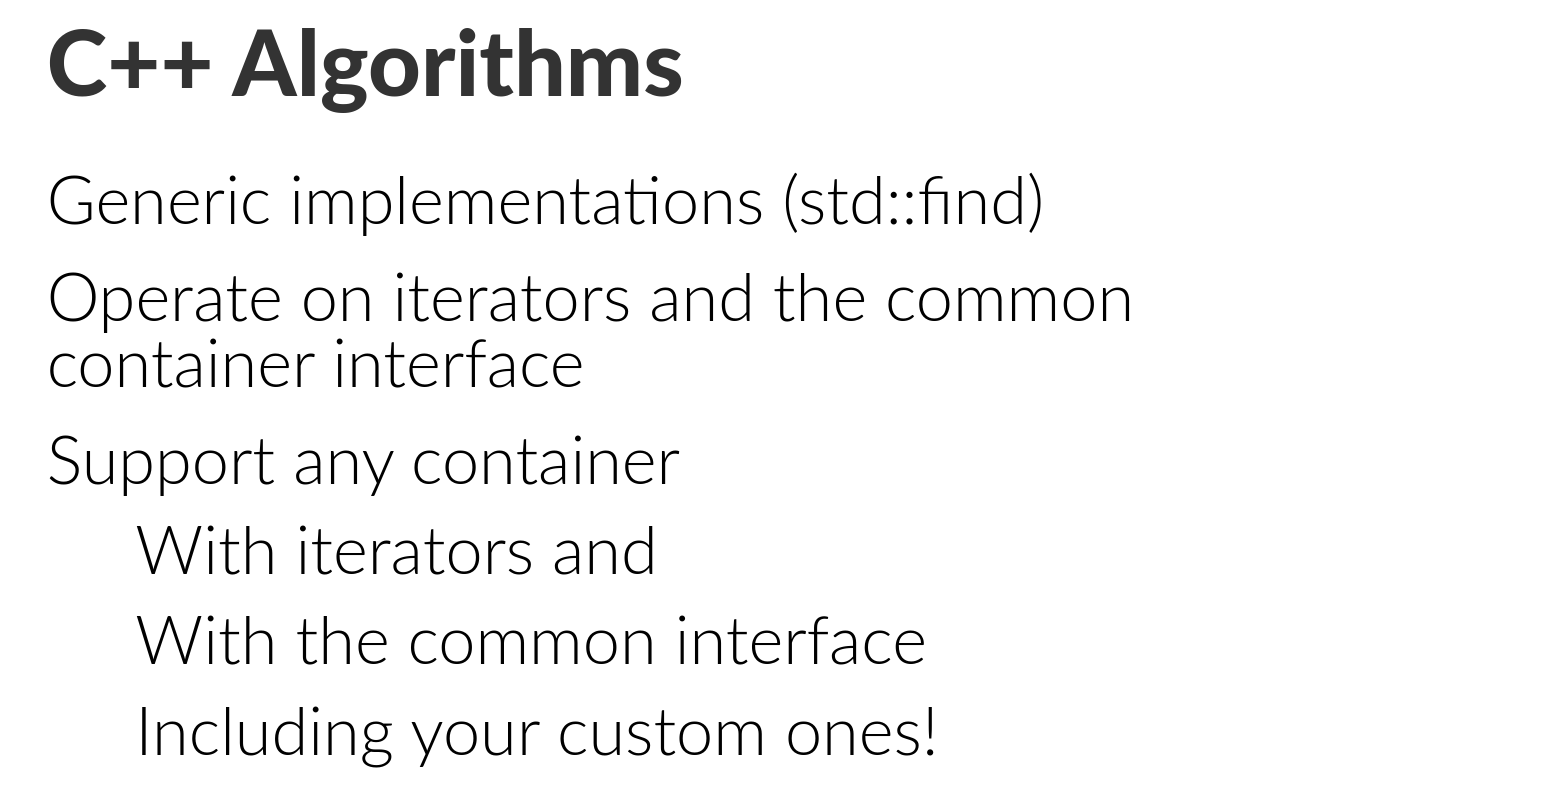 C++ Algorithms
Generic implementations (std::find)
Operate on iterators and the common
container interface
Support any container
With iterators and
With the common interface
Including your custom ones!